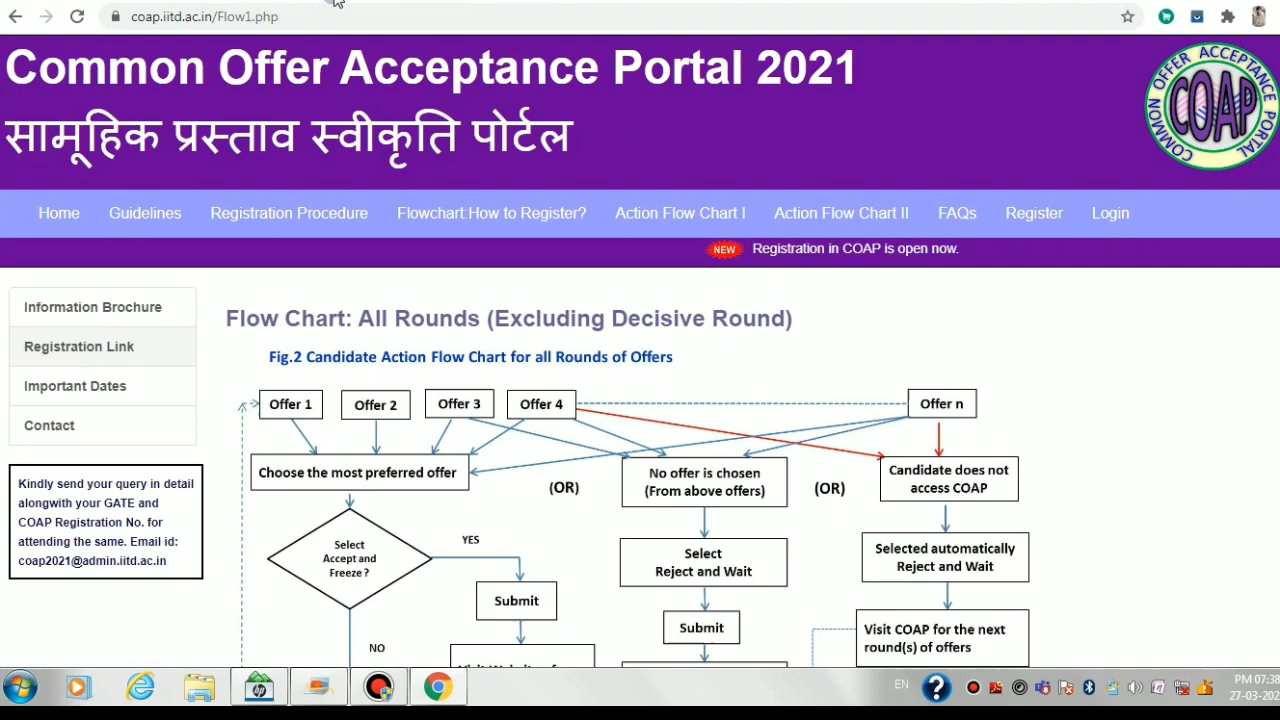 coap.iitd.ac.in/Flow1.php
Common Offer Acceptance Portal 2021
सामूहिक प्रस्ताव स्वीकृति पोर्टल
COMMON OFFER ACCEPTANCE PORTAL
COAP
Home Guidelines Registration Procedure Flowchart:How to Register? Action Flow Chart I Action Flow Chart II FAQs Register Login
NEW Registration in COAP is open now.
Information Brochure
Registration Link
Important Dates
Contact
Kindly send your query in detail
alongwith your GATE and
COAP Registration No. for
attending the same. Email id:
coap2021@admin.iitd.ac.in
Flow Chart: All Rounds (Excluding Decisive Round)
Fig.2 Candidate Action Flow Chart for all Rounds of Offers
Offer 1 Offer 2 Offer 3 Offer 4 Offer n
Choose the most preferred offer
(OR)
No offer is chosen
(From above offers)
(OR)
Candidate does not
access COAP
Select
Accept and
Freeze ?
YES
Submit
NO
Select
Reject and Wait
Submit
Selected automatically
Reject and Wait
Visit COAP for the next
round(s) of offers
EN
PM 07:38
27-03-202